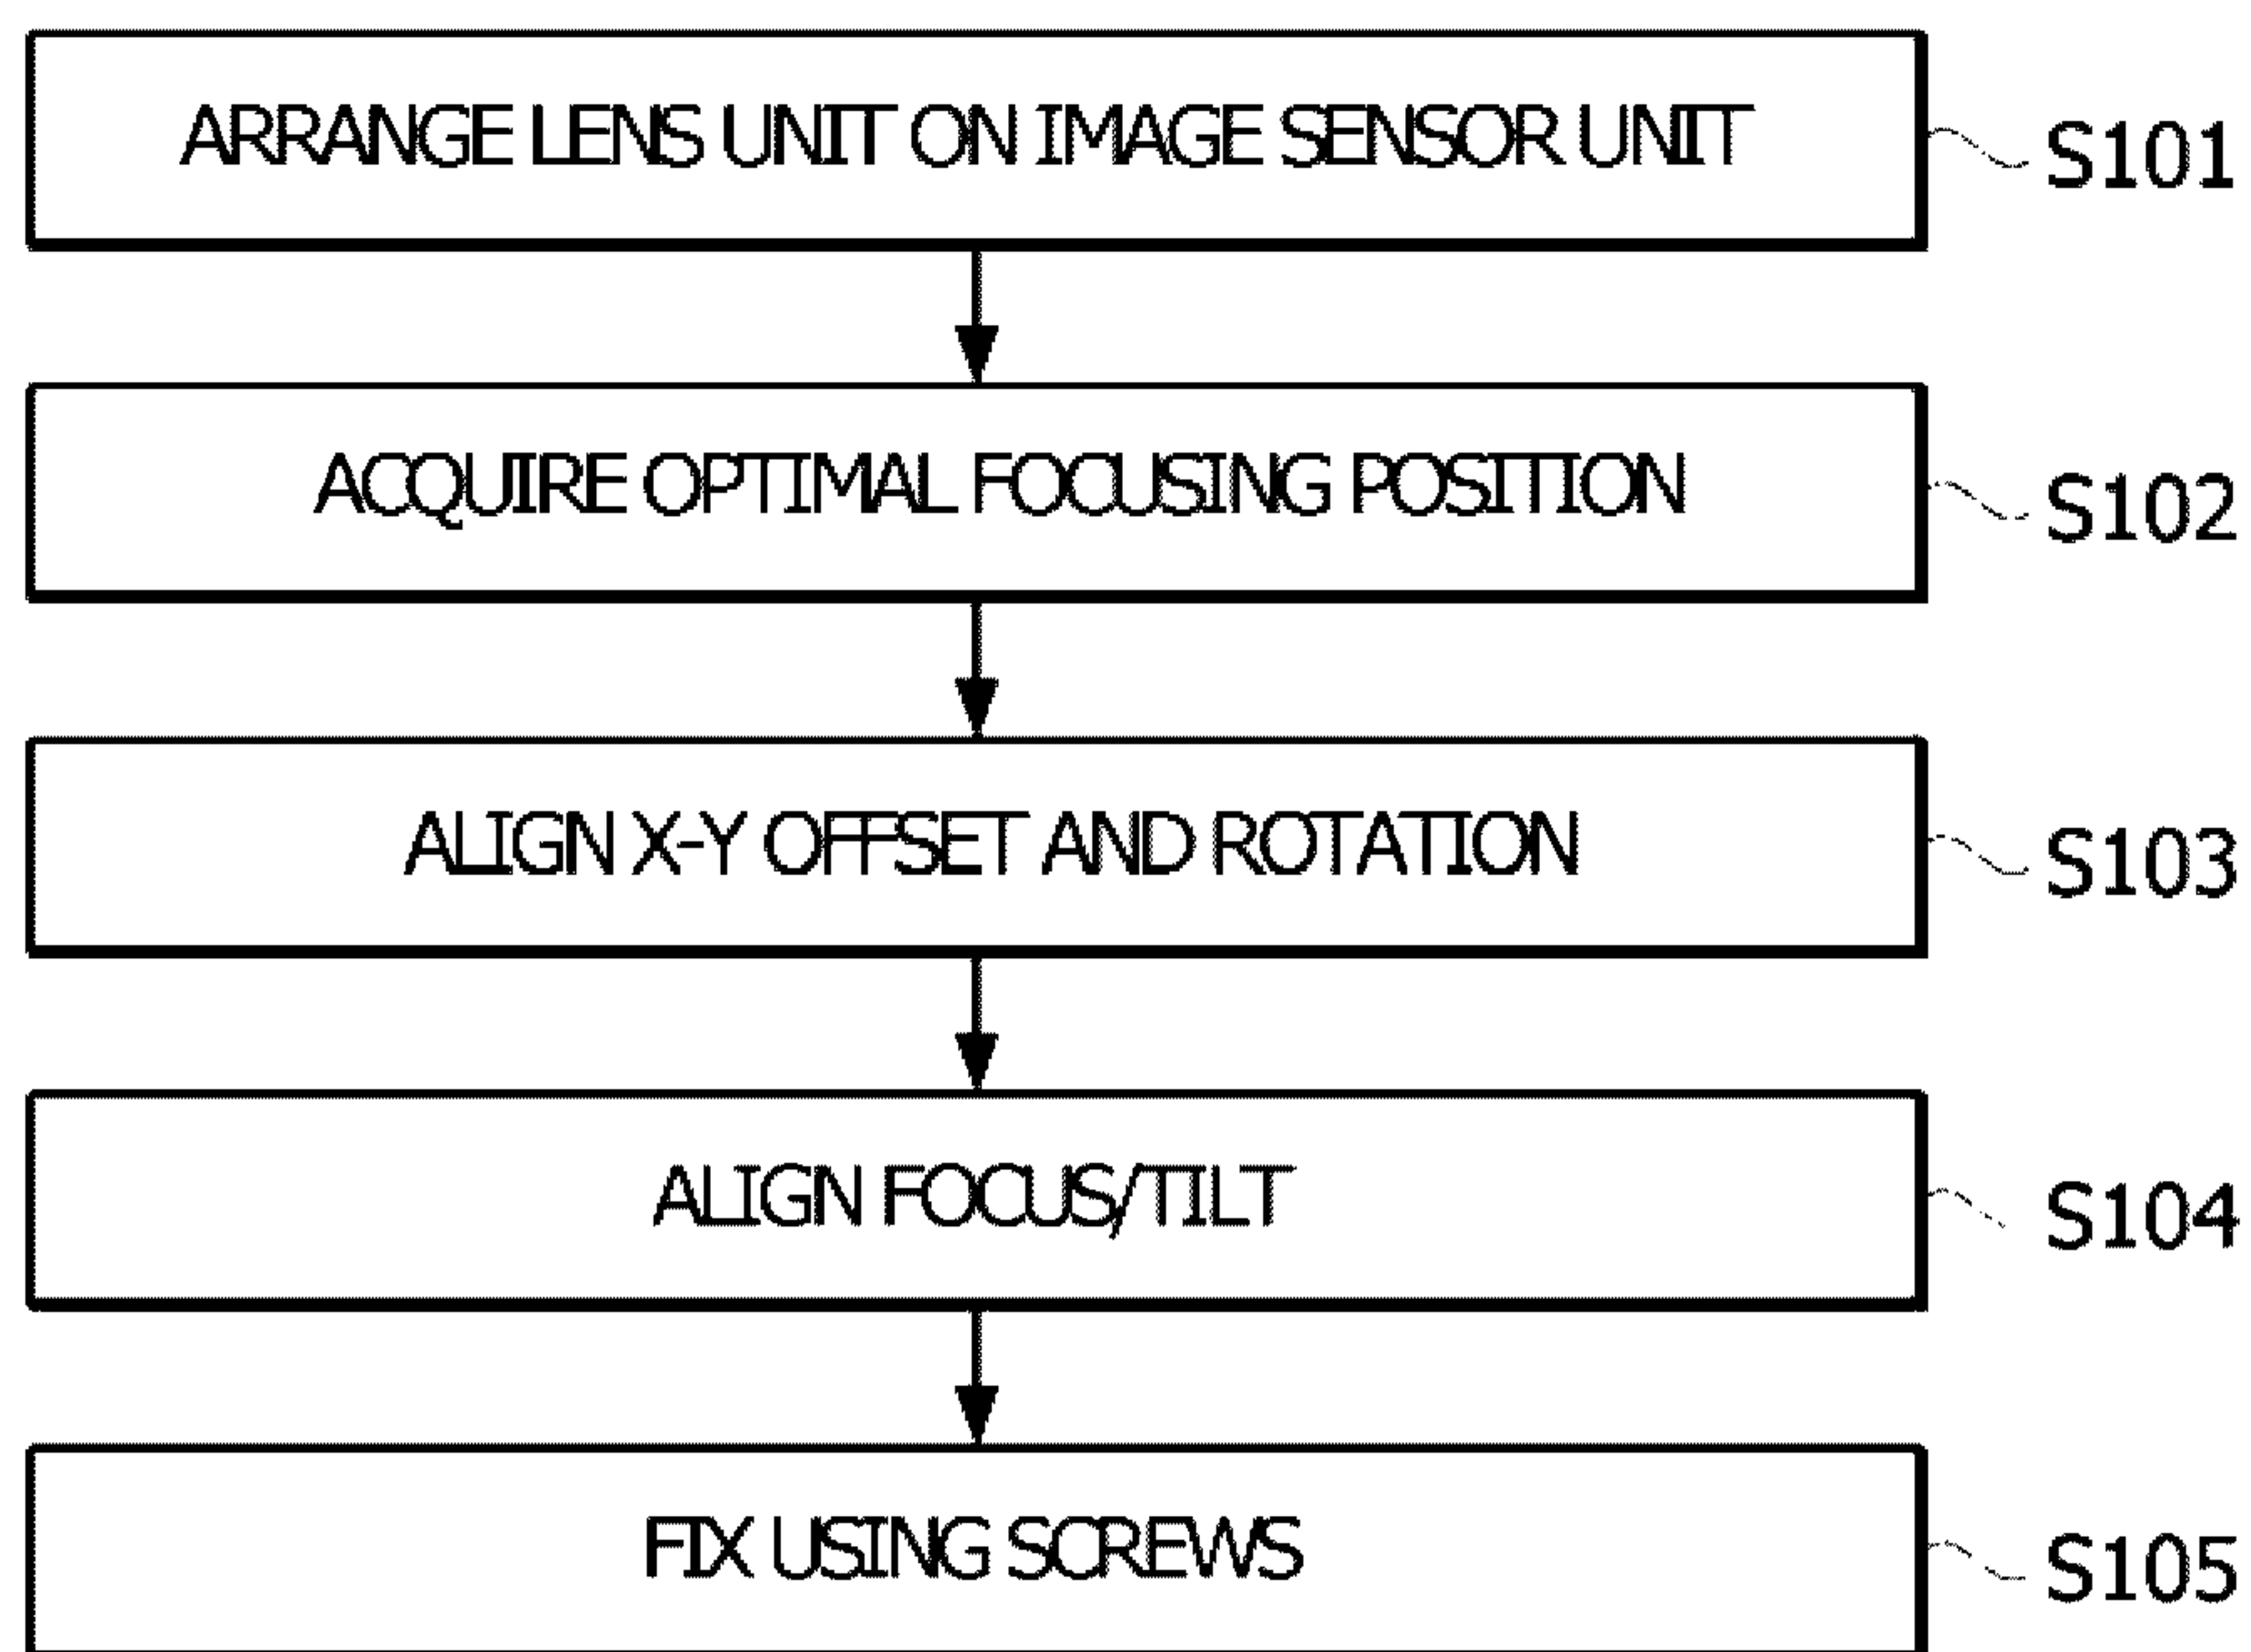 ARRANGE LENS UNIT ON IMAGE SENSOR UNIT S101
ACQUIRE OPTIMAL FOCUSING POSITION S102
ALIGN X-Y OFFSET AND ROTATION S103
ALIGN FOCUS/TILT S104
FIX USING SCREWS S105